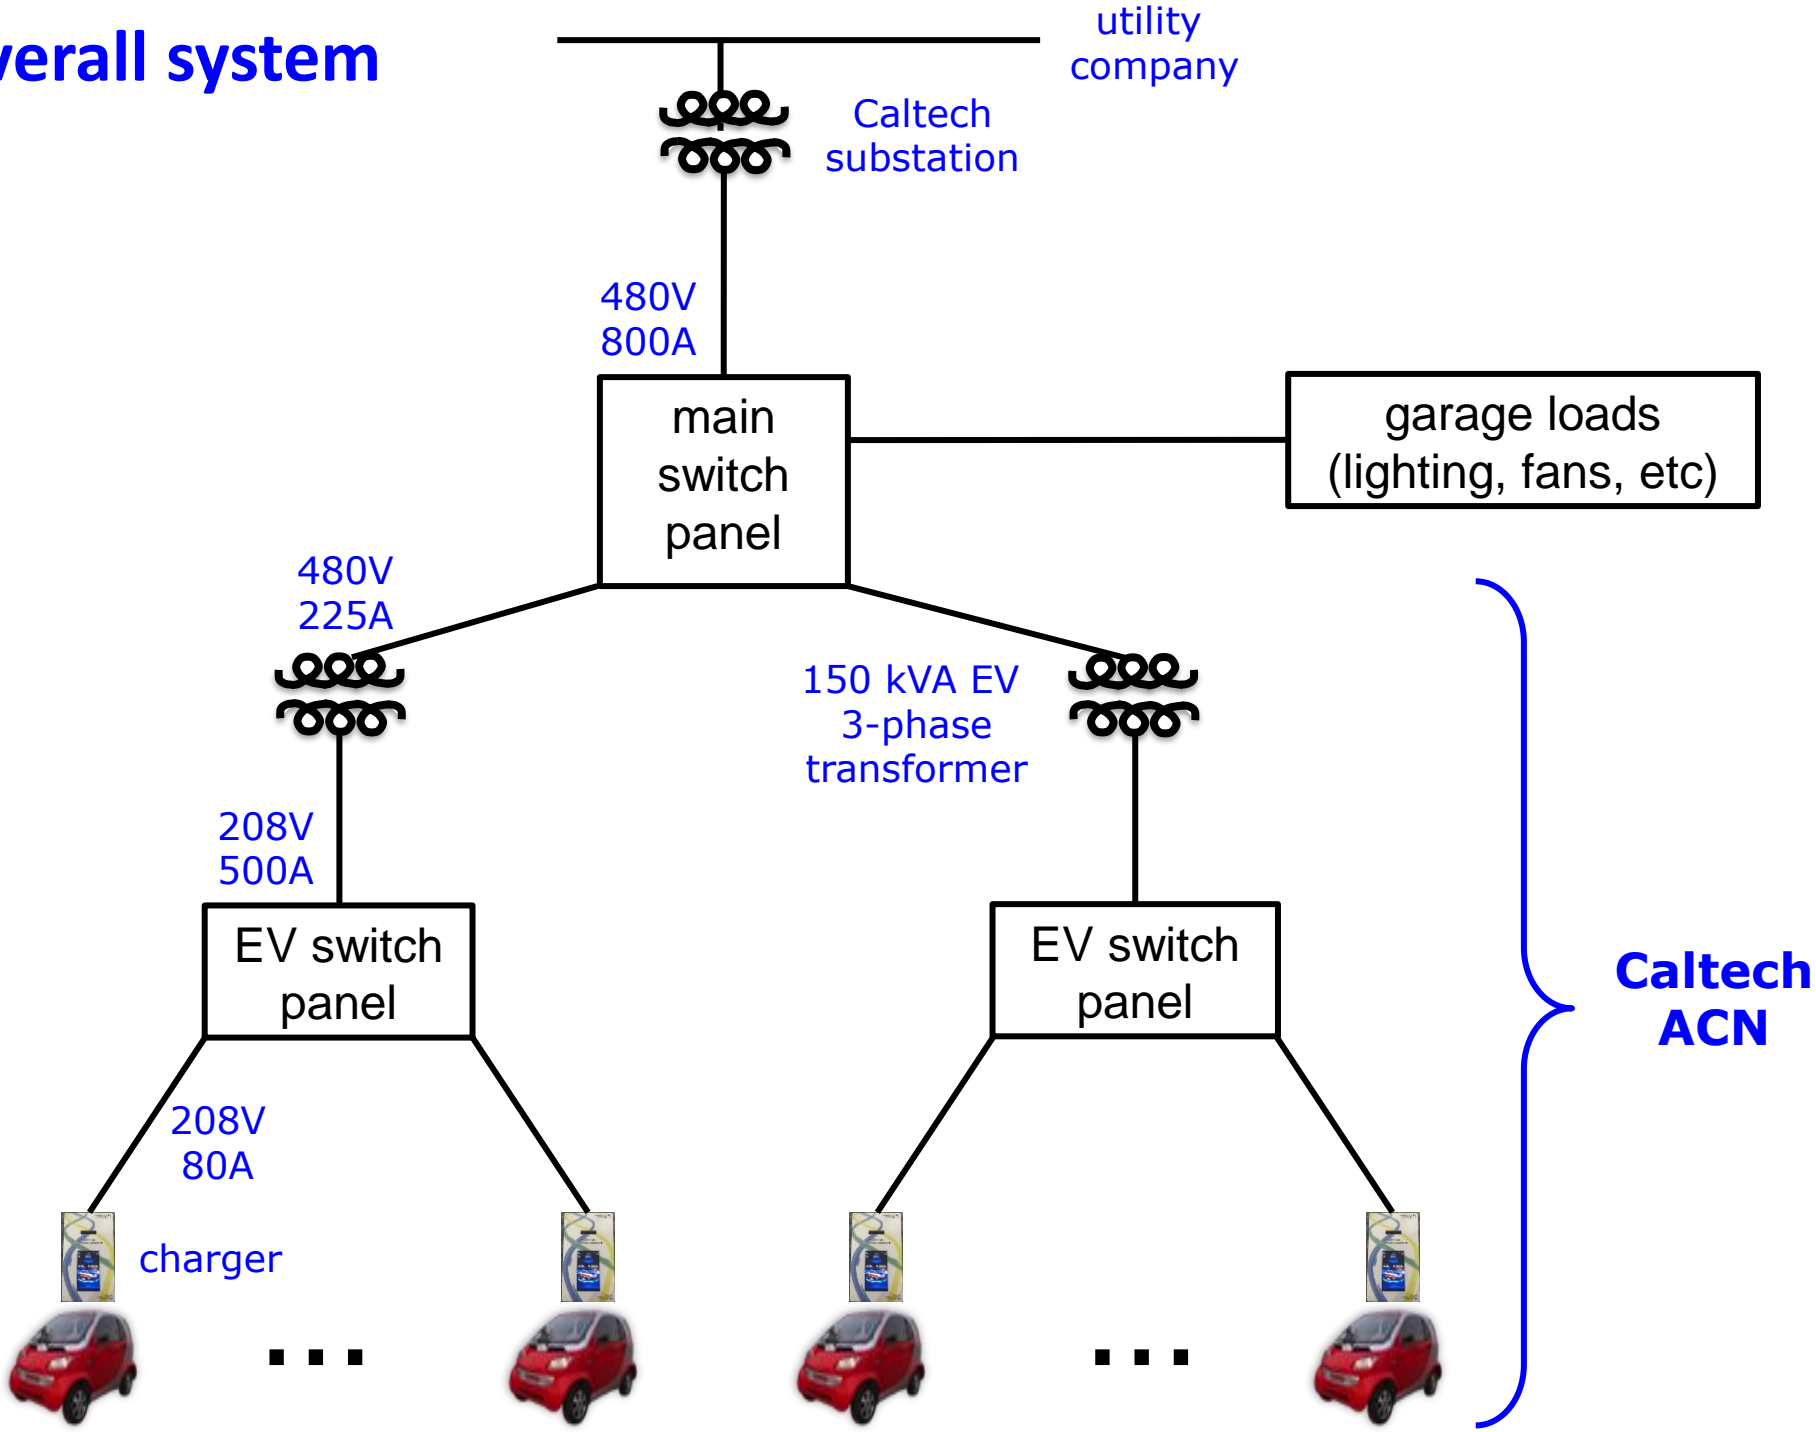 verall system
utility
company
Caltech
substation
480V
800A
main
switch
panel
garage loads
(lighting, fans, etc)
480V
225A
150 kVA EV
3-phase
transformer
208V
500A
EV switch
panel
EV switch
panel
Caltech
ACN
208V
80A
charger
...
...